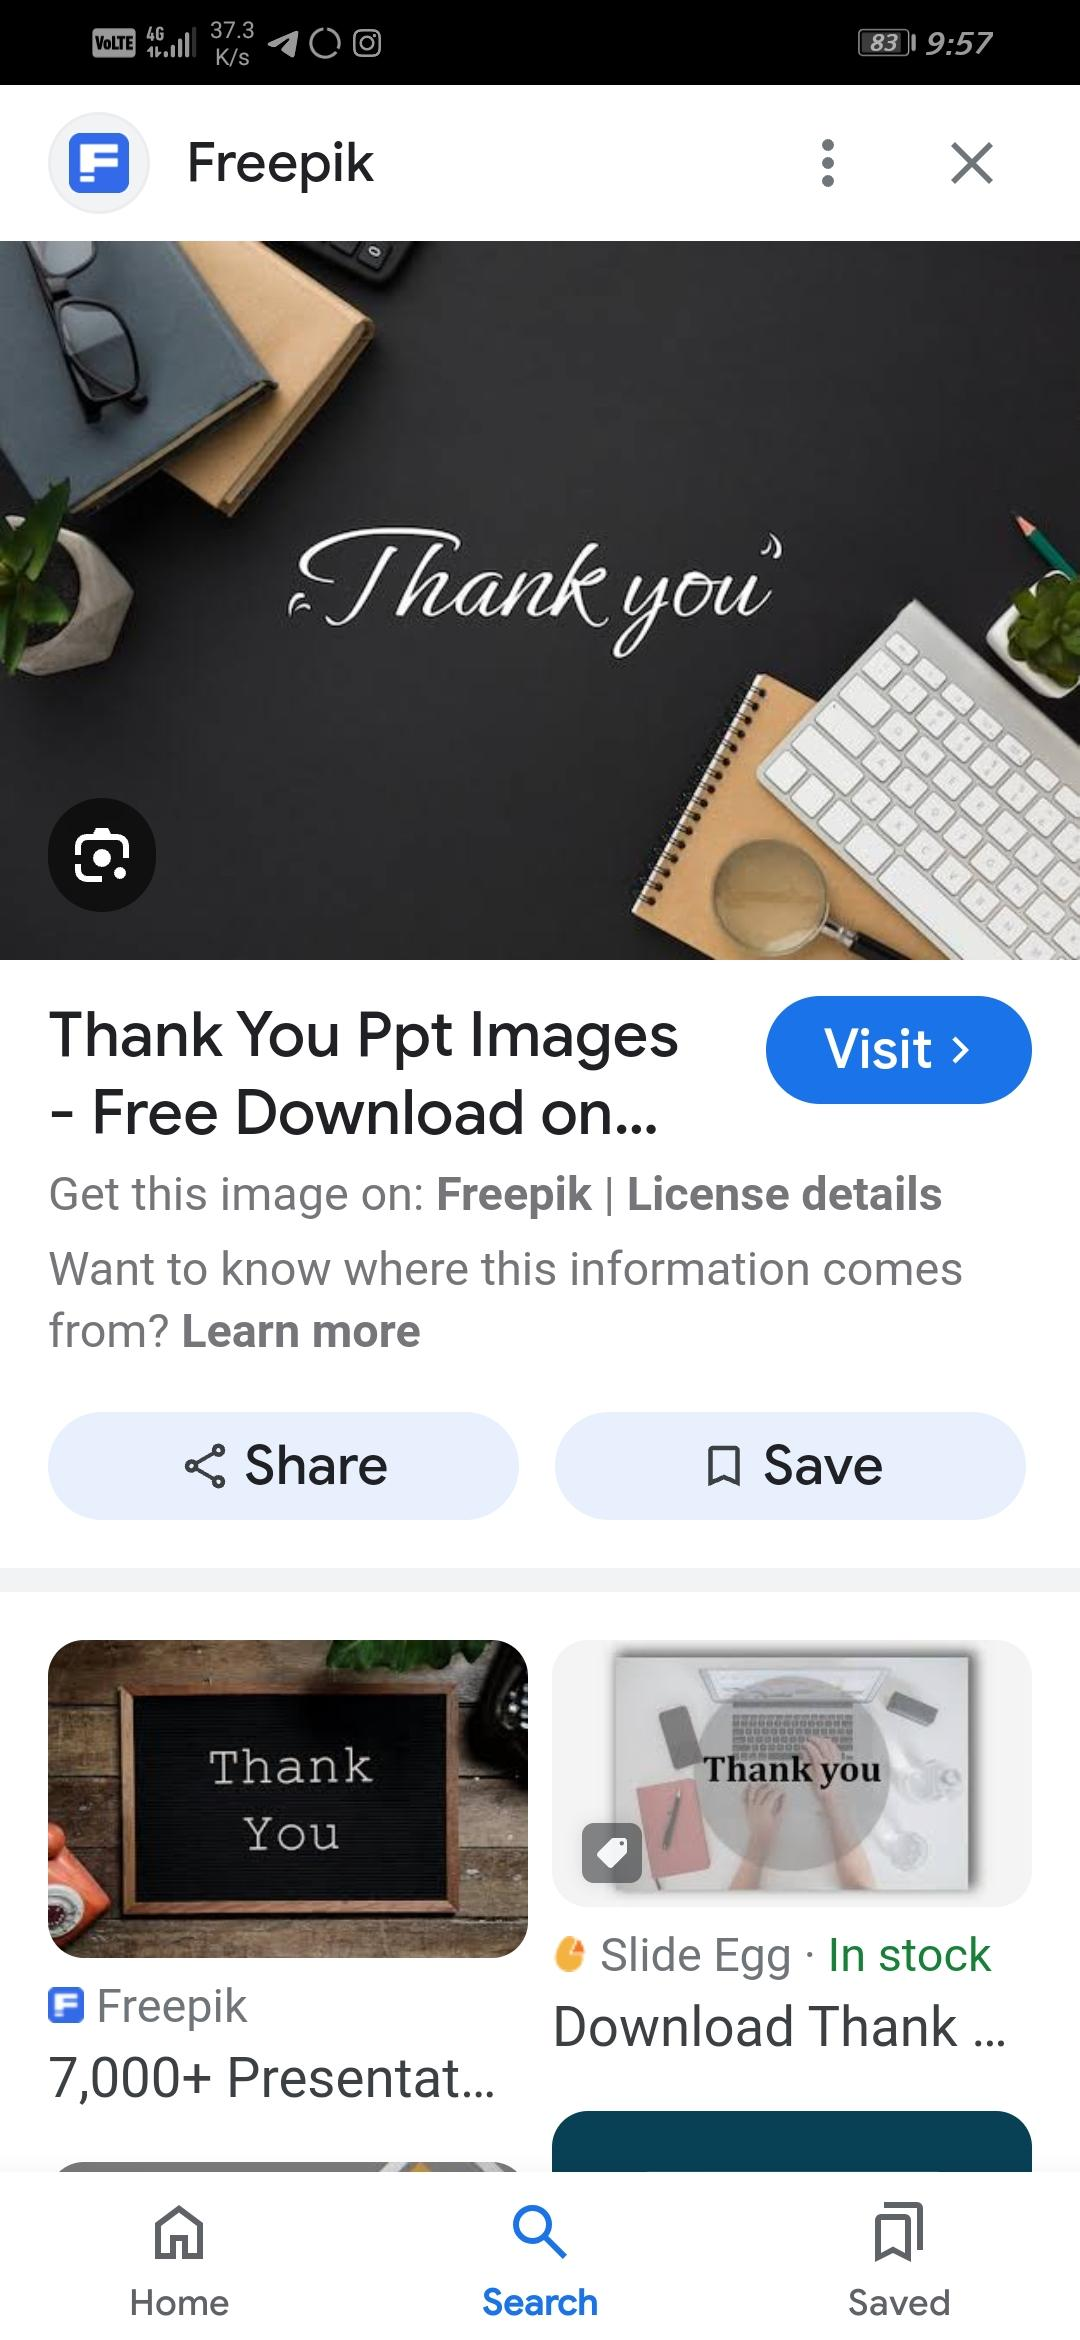 VoLTE 4G 37.3 K/s 83 9:57
Freepik
Thank you
Thank You Ppt Images
- Free Download on...
Visit
Get this image on: Freepik | License details
Want to know where this information comes
from? Learn more
Share
Save
Thank
You
Freepik
7,000+ Presentat...
Thank you
Slide Egg · In stock
Download Thank ...
Home
Search
Saved